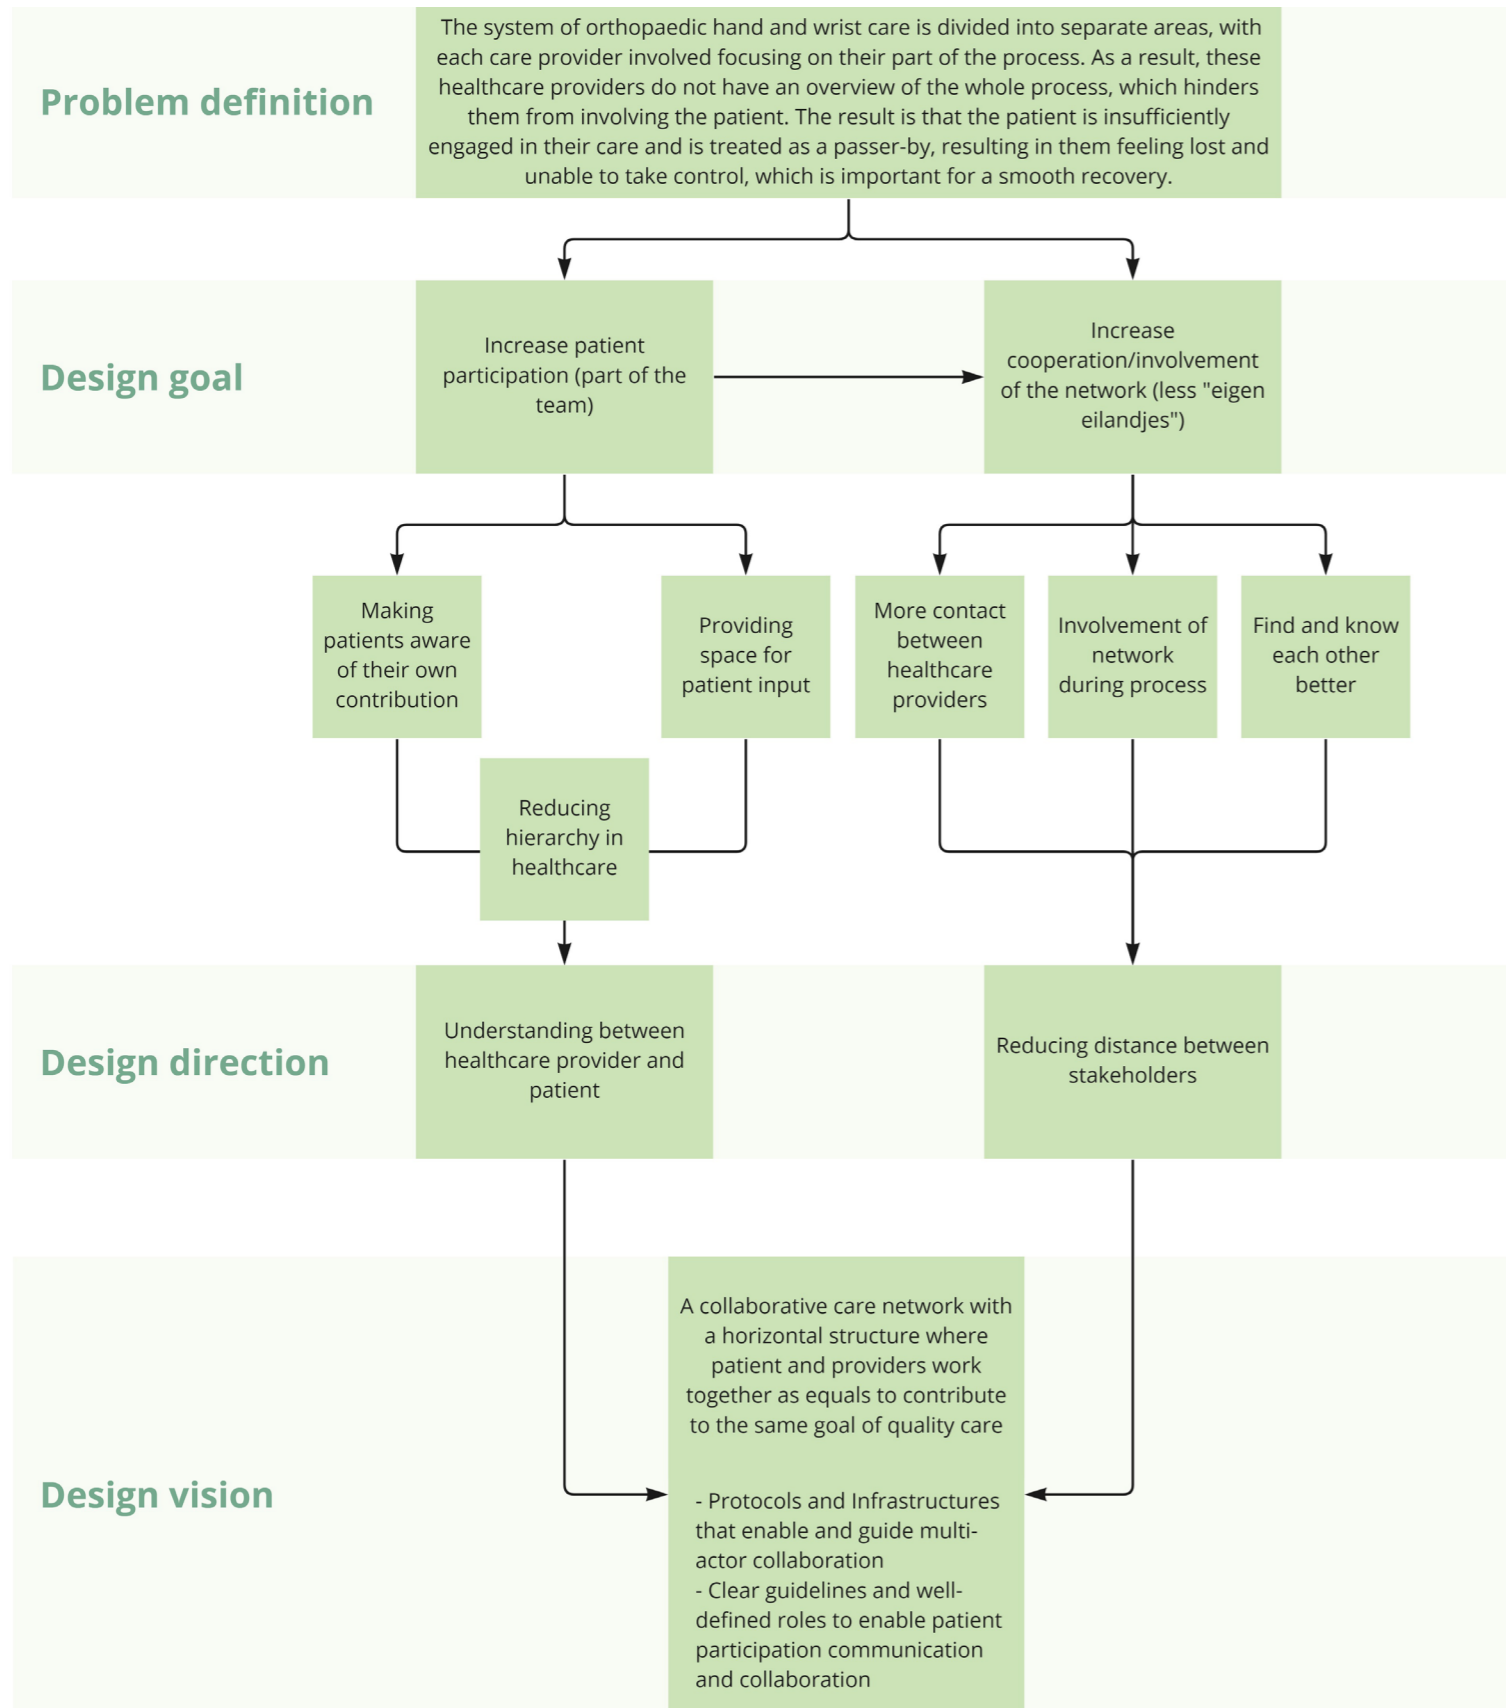 Problem definition
The system of orthopaedic hand and wrist care is divided into separate areas, with
each care provider involved focusing on their part of the process. As a result, these
healthcare providers do not have an overview of the whole process, which hinders
them from involving the patient. The result is that the patient is insufficiently
engaged in their care and is treated as a passer-by, resulting in them feeling lost and
unable to take control, which is important for a smooth recovery.
Design goal
Increase patient
participation (part of the
team)
Increase
cooperation/involvement
of the network (less "eigen
eilandjes")
Making
patients aware
of their own
contribution
Providing
space for
patient input
More contact
between
healthcare
providers
Involvement of
network
during process
Find and know
each other
better
Reducing
hierarchy in
healthcare
Design direction
Understanding between
healthcare provider and
patient
Reducing distance between
stakeholders
Design vision
A collaborative care network with
a horizontal structure where
patient and providers work
together as equals to contribute
to the same goal of quality care
- Protocols and Infrastructures
that enable and guide multi-
actor collaboration
- Clear guidelines and well-
defined roles to enable patient
participation communication
and collaboration